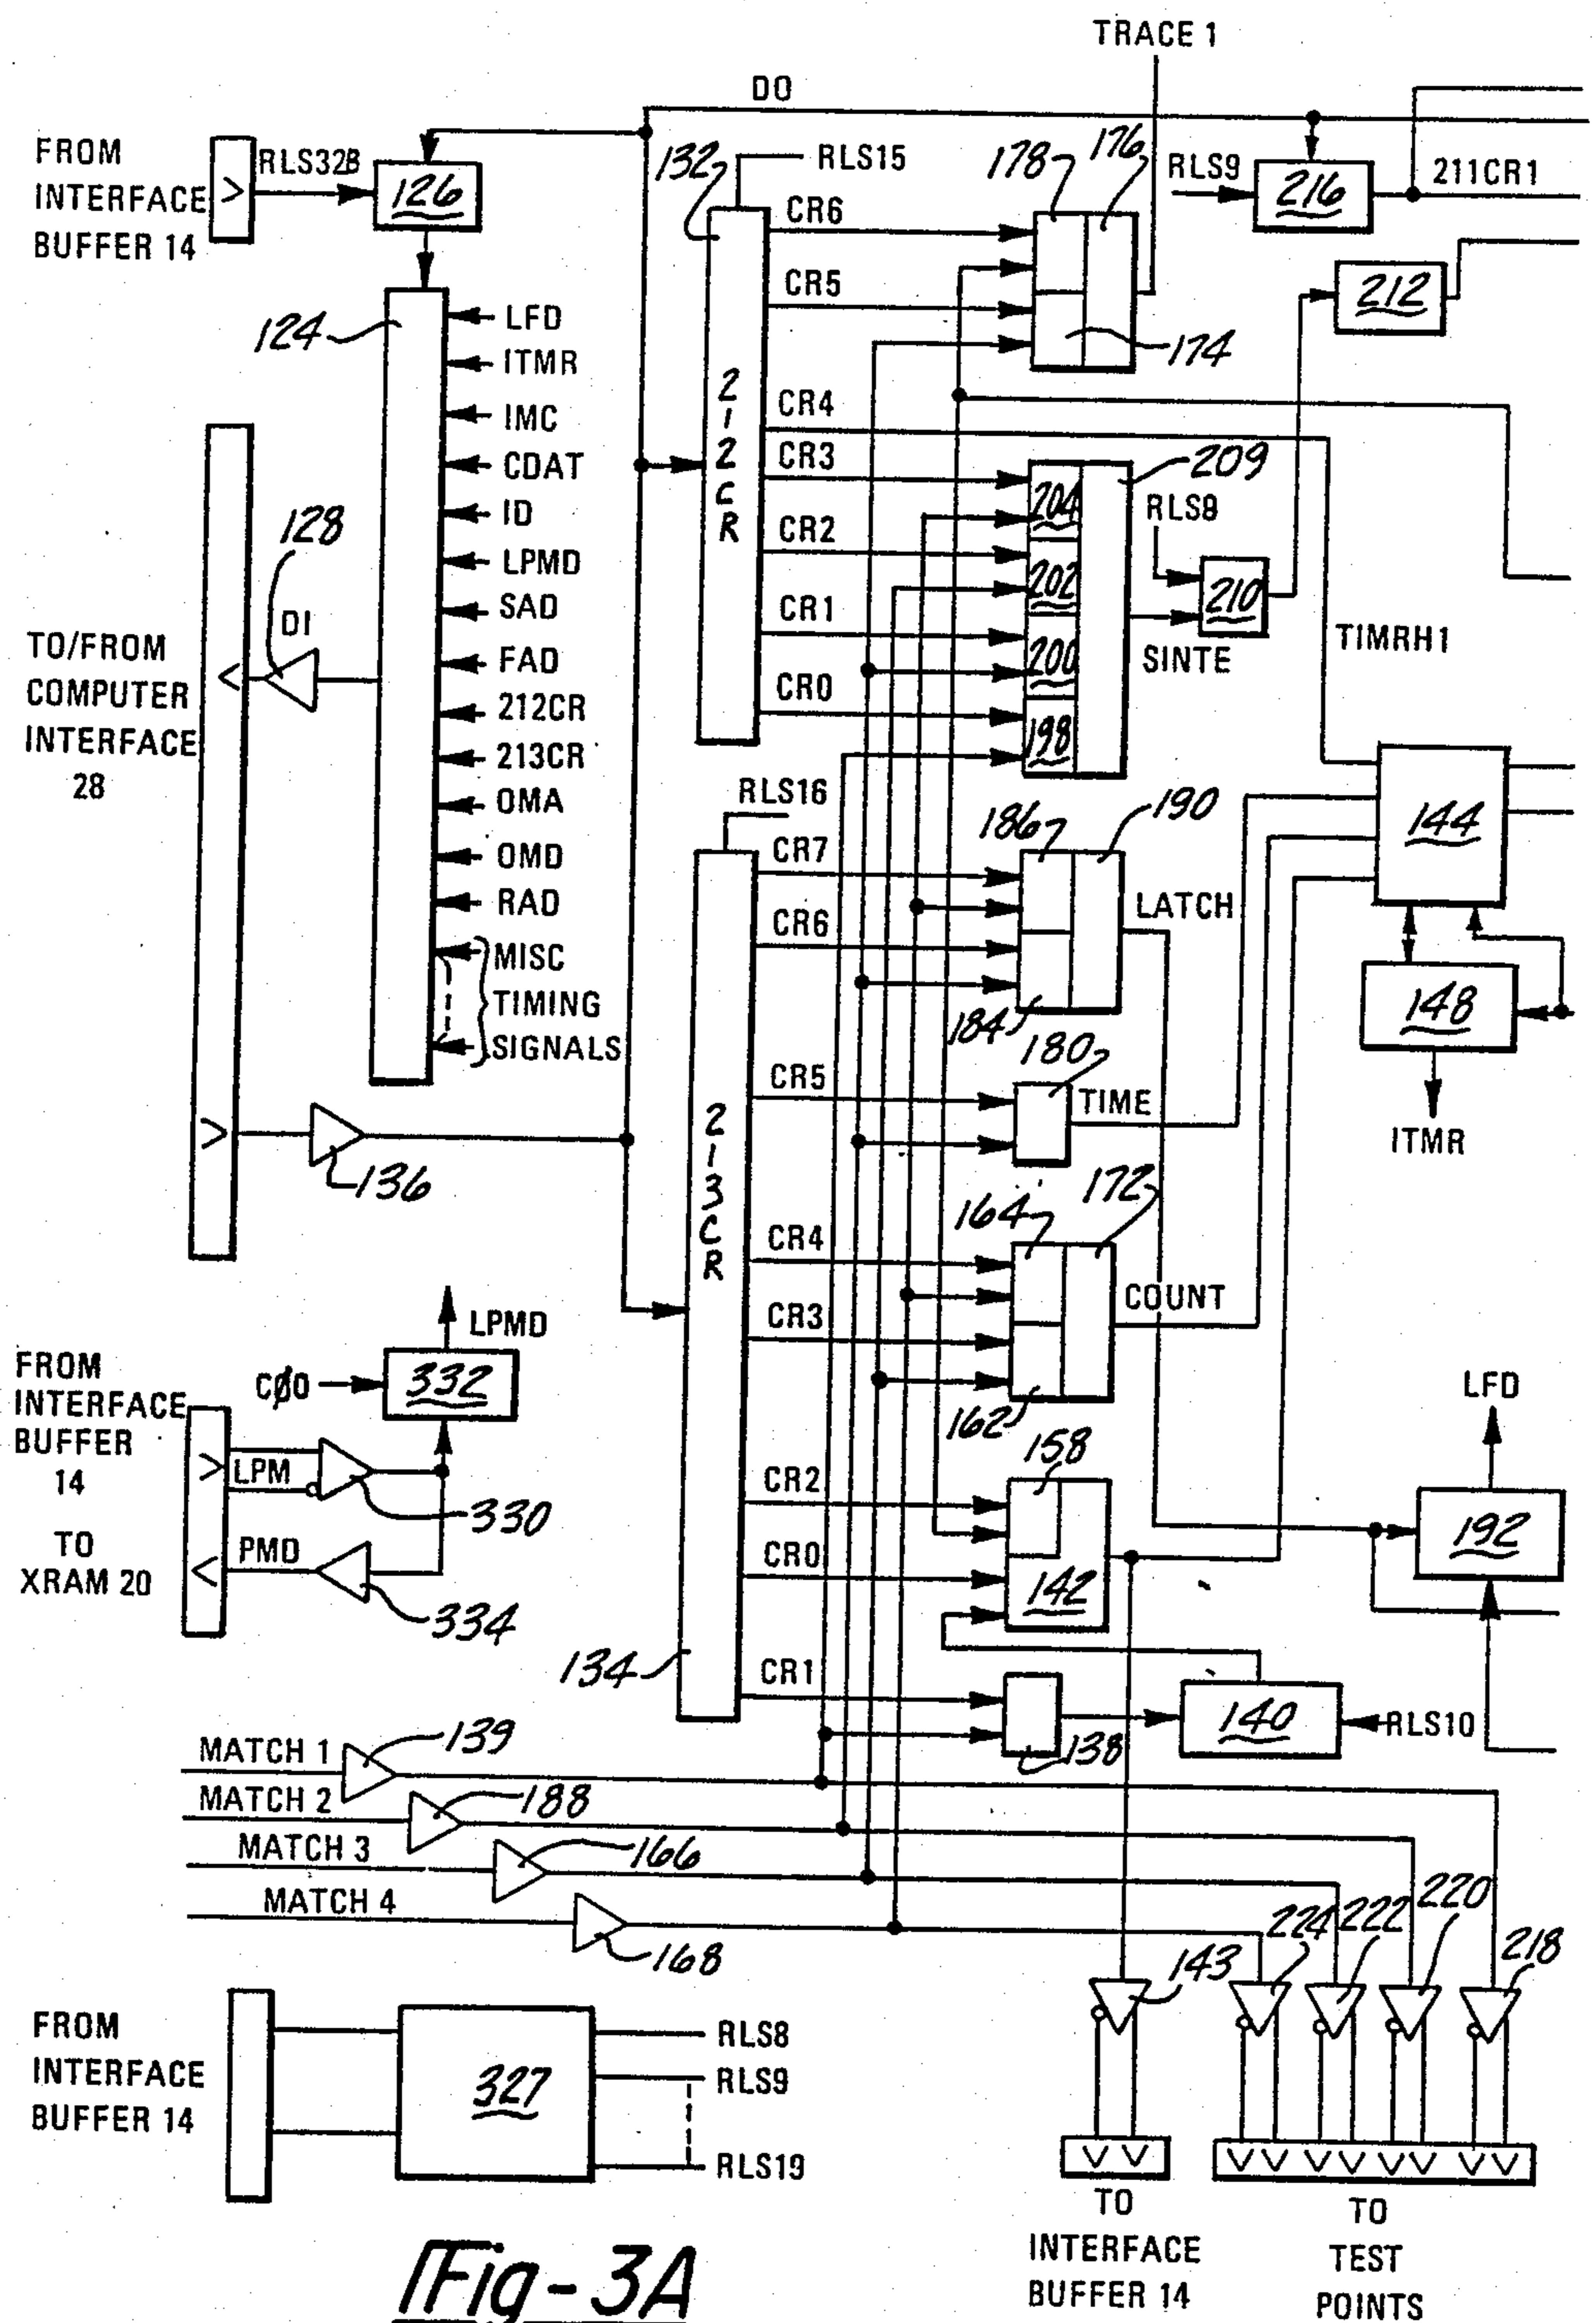 TRACE 1
DO
FROM
INTERFACE
BUFFER 14
>
RLS32B
126
132
RLS15
178
176
RLS9
216
211CR1
CR6
CR5
174
212
124
LFD
ITMR
IMC
CDAT
ID
LPMD
SAD
FAD
212CR
213CR
OMA
OMD
RAD
MISC
TIMING
SIGNALS
212CR
CR4
CR3
CR2
CR1
CR0
209
204
202
200
198
RLS8
210
SINTE
TIMRH1
128
DI
<
TO/FROM
COMPUTER
INTERFACE
28
>
136
RLS16
CR7
CR6
186
190
LATCH
184
144
148
ITMR
180
CR5
TIME
213CR
164
172
CR4
CR3
COUNT
162
LPMD
332
CØ0
FROM
INTERFACE
BUFFER
14
>
LPM
330
TO
XRAM 20
PMD
<
334
134
158
CR2
CR0
142
LFD
192
CR1
138
140
RLS10
MATCH 1
139
MATCH 2
188
MATCH 3
166
MATCH 4
168
143
224
222
220
218
FROM
INTERFACE
BUFFER 14
327
RLS8
RLS9
RLS19
V V
V V V V V V V V
TO
INTERFACE
BUFFER 14
TO
TEST
POINTS
Fig-3A